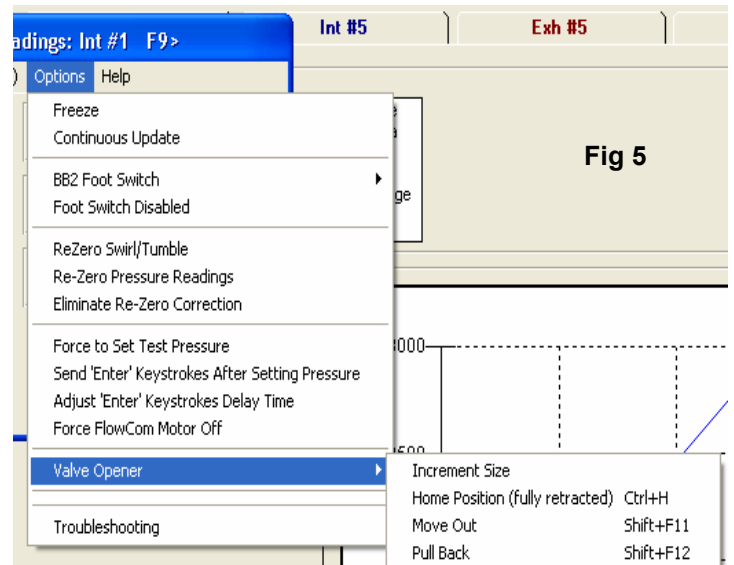 Int #5
Exh #5
adings: Int #1 F9>
) Options Help
Freeze
Continuous Update
ge
BB2 Foot Switch
Foot Switch Disabled
ReZero Swirl/Tumble
Re-Zero Pressure Readings
Eliminate Re-Zero Correction
Force to Set Test Pressure
Send 'Enter' Keystrokes After Setting Pressure
Adjust 'Enter' Keystrokes Delay Time
Force FlowCom Motor Off
Valve Opener
Troubleshooting
Increment Size
Home Position (fully retracted) Ctrl+H
Move Out Shift+F11
Pull Back Shift+F12
Fig 5